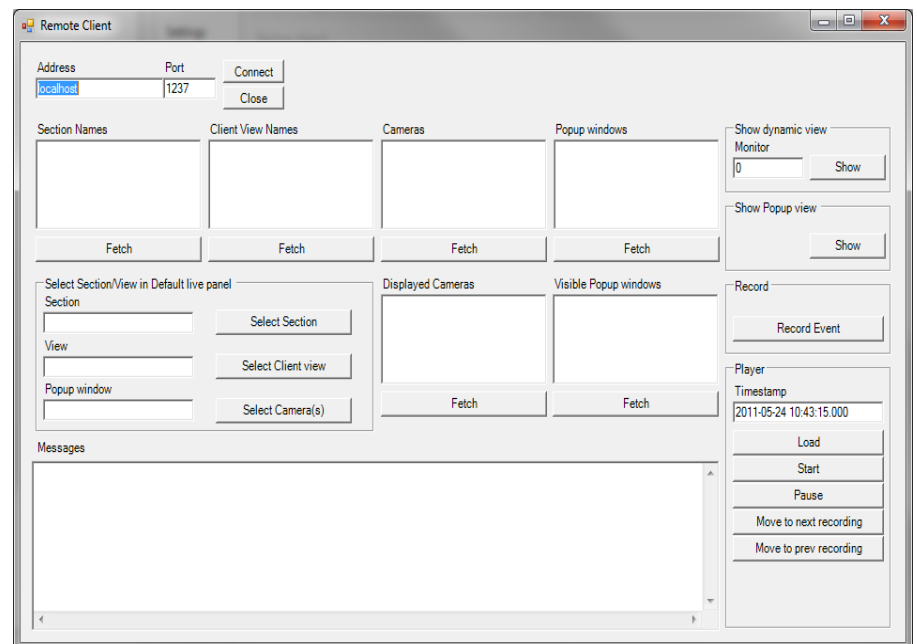 Remote Client
Address Port
localhost 1237 Connect
Close
Section Names Client View Names Cameras Popup windows
Fetch Fetch Fetch Fetch
Show dynamic view
Monitor
0 Show
Show Popup view
Show
Select Section/View in Default live panel
Section
Select Section
View
Select Client view
Popup window
Select Camera(s)
Displayed Cameras Visible Popup windows
Fetch Fetch
Record
Record Event
Player
Timestamp
2011-05-24 10:43:15.000
Load
Start
Pause
Move to next recording
Move to prev recording
Messages